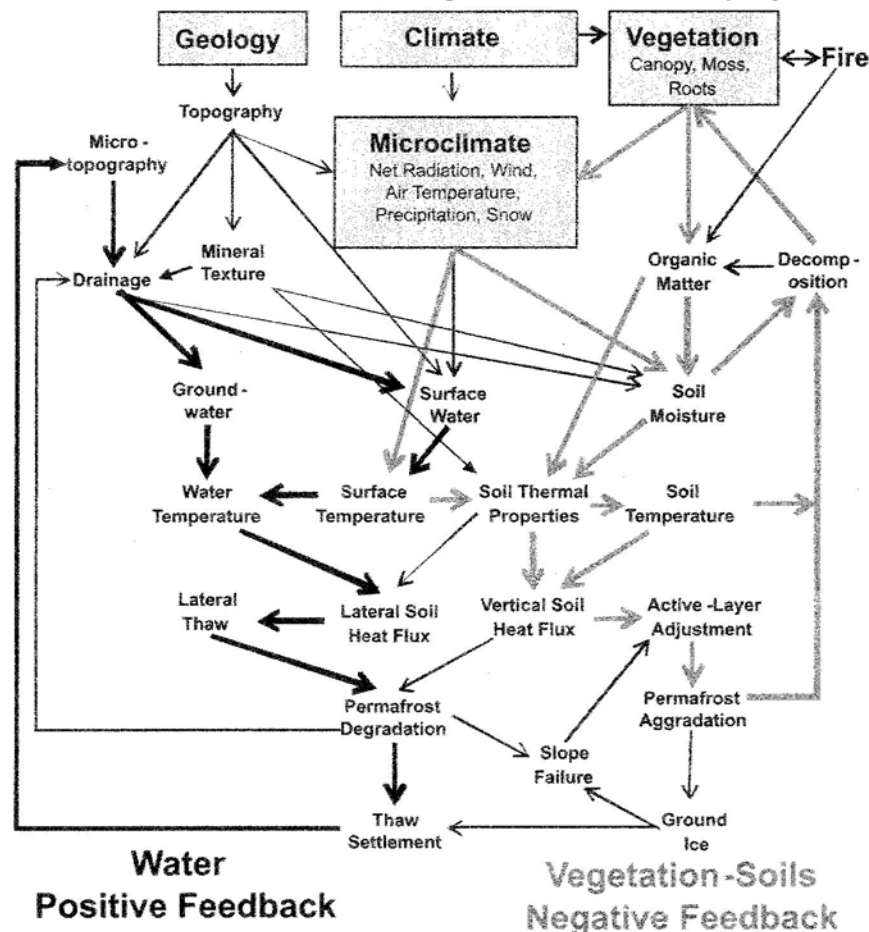 Geology
Climate
Vegetation
Canopy, Moss,
Roots
Fire
Topography
Micro -
topography
Microclimate
Net Radiation, Wind,
Air Temperature,
Precipitation, Snow
Drainage
Mineral
Texture
Organic
Matter
Decomp -
osition
Ground -
water
Surface
Water
Soil
Moisture
Water
Temperature
Surface
Temperature
Soil Thermal
Properties
Soil
Temperature
Lateral
Thaw
Lateral Soil
Heat Flux
Vertical Soil
Heat Flux
Active -Layer
Adjustment
Permafrost
Degradation
Permafrost
Aggradation
Slope
Failure
Thaw
Settlement
Ground
Ice
Water
Positive Feedback
Vegetation -Soils
Negative Feedback